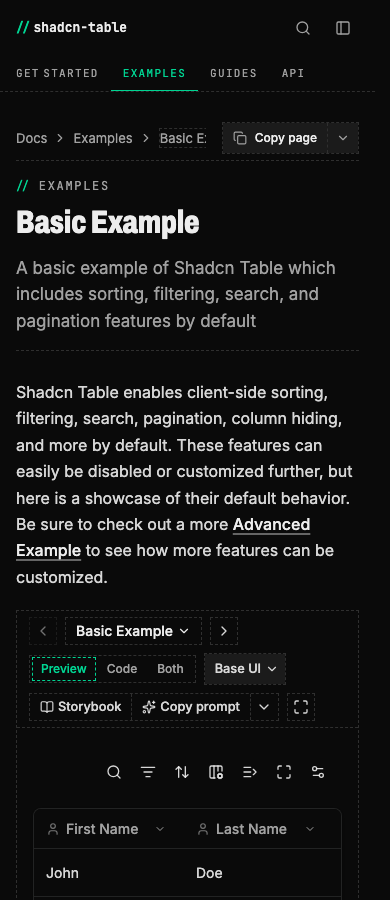 // shadcn-table
GET STARTED EXAMPLES GUIDES API
Docs Examples Basic E Copy page
// EXAMPLES
Basic Example
A basic example of Shadcn Table which
includes sorting, filtering, search, and
pagination features by default
Shadcn Table enables client-side sorting,
filtering, search, pagination, column hiding,
and more by default. These features can
easily be disabled or customized further, but
here is a showcase of their default behavior.
Be sure to check out a more Advanced
Example to see how more features can be
customized.
Basic Example
Preview Code Both Base UI
Storybook Copy prompt
First Name Last Name
John Doe